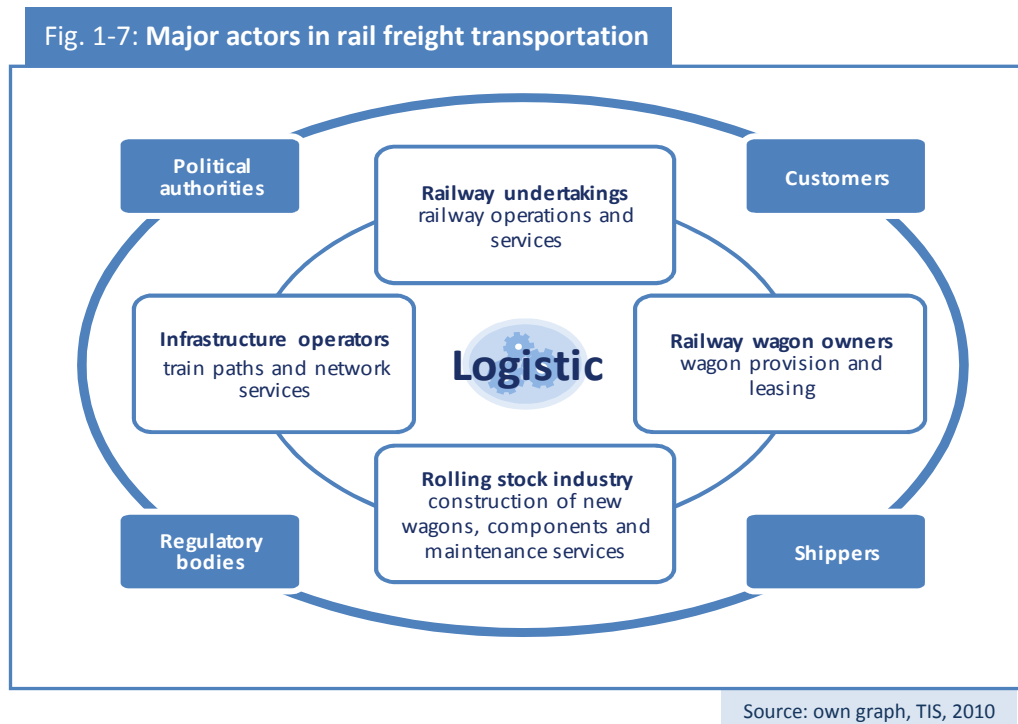 Fig. 1-7: Major actors in rail freight transportation
Political
authorities
Customers
Railway undertakings
railway operations and
services
Infrastructure operators
train paths and network
services
Logistic
Railway wagon owners
wagon provision and
leasing
Rolling stock industry
construction of new
wagons, components and
maintenance services
Regulatory
bodies
Shippers
Source: own graph, TIS, 2010